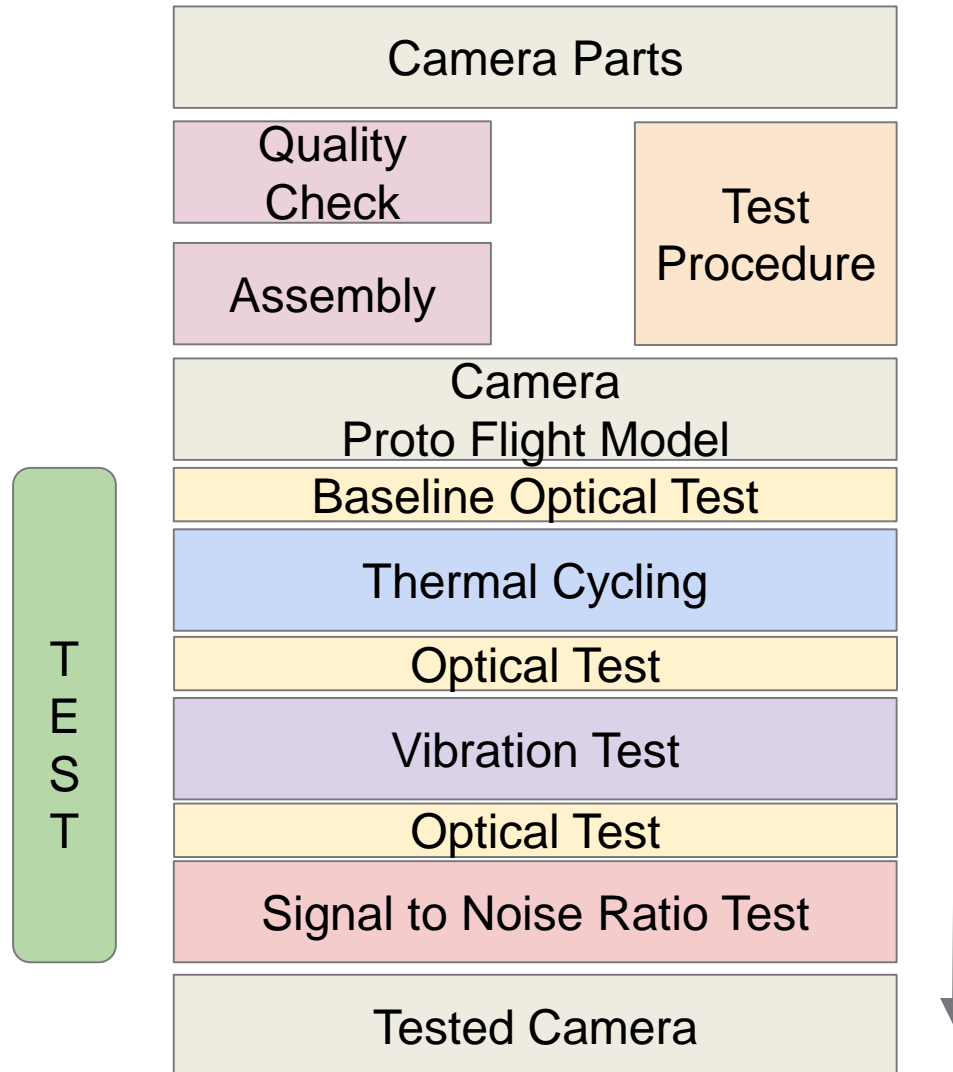 Camera Parts
Quality
Check
Test
Procedure
Assembly
Camera
Proto Flight Model
T
E
S
T
Baseline Optical Test
Thermal Cycling
Optical Test
Vibration Test
Optical Test
Signal to Noise Ratio Test
Tested Camera